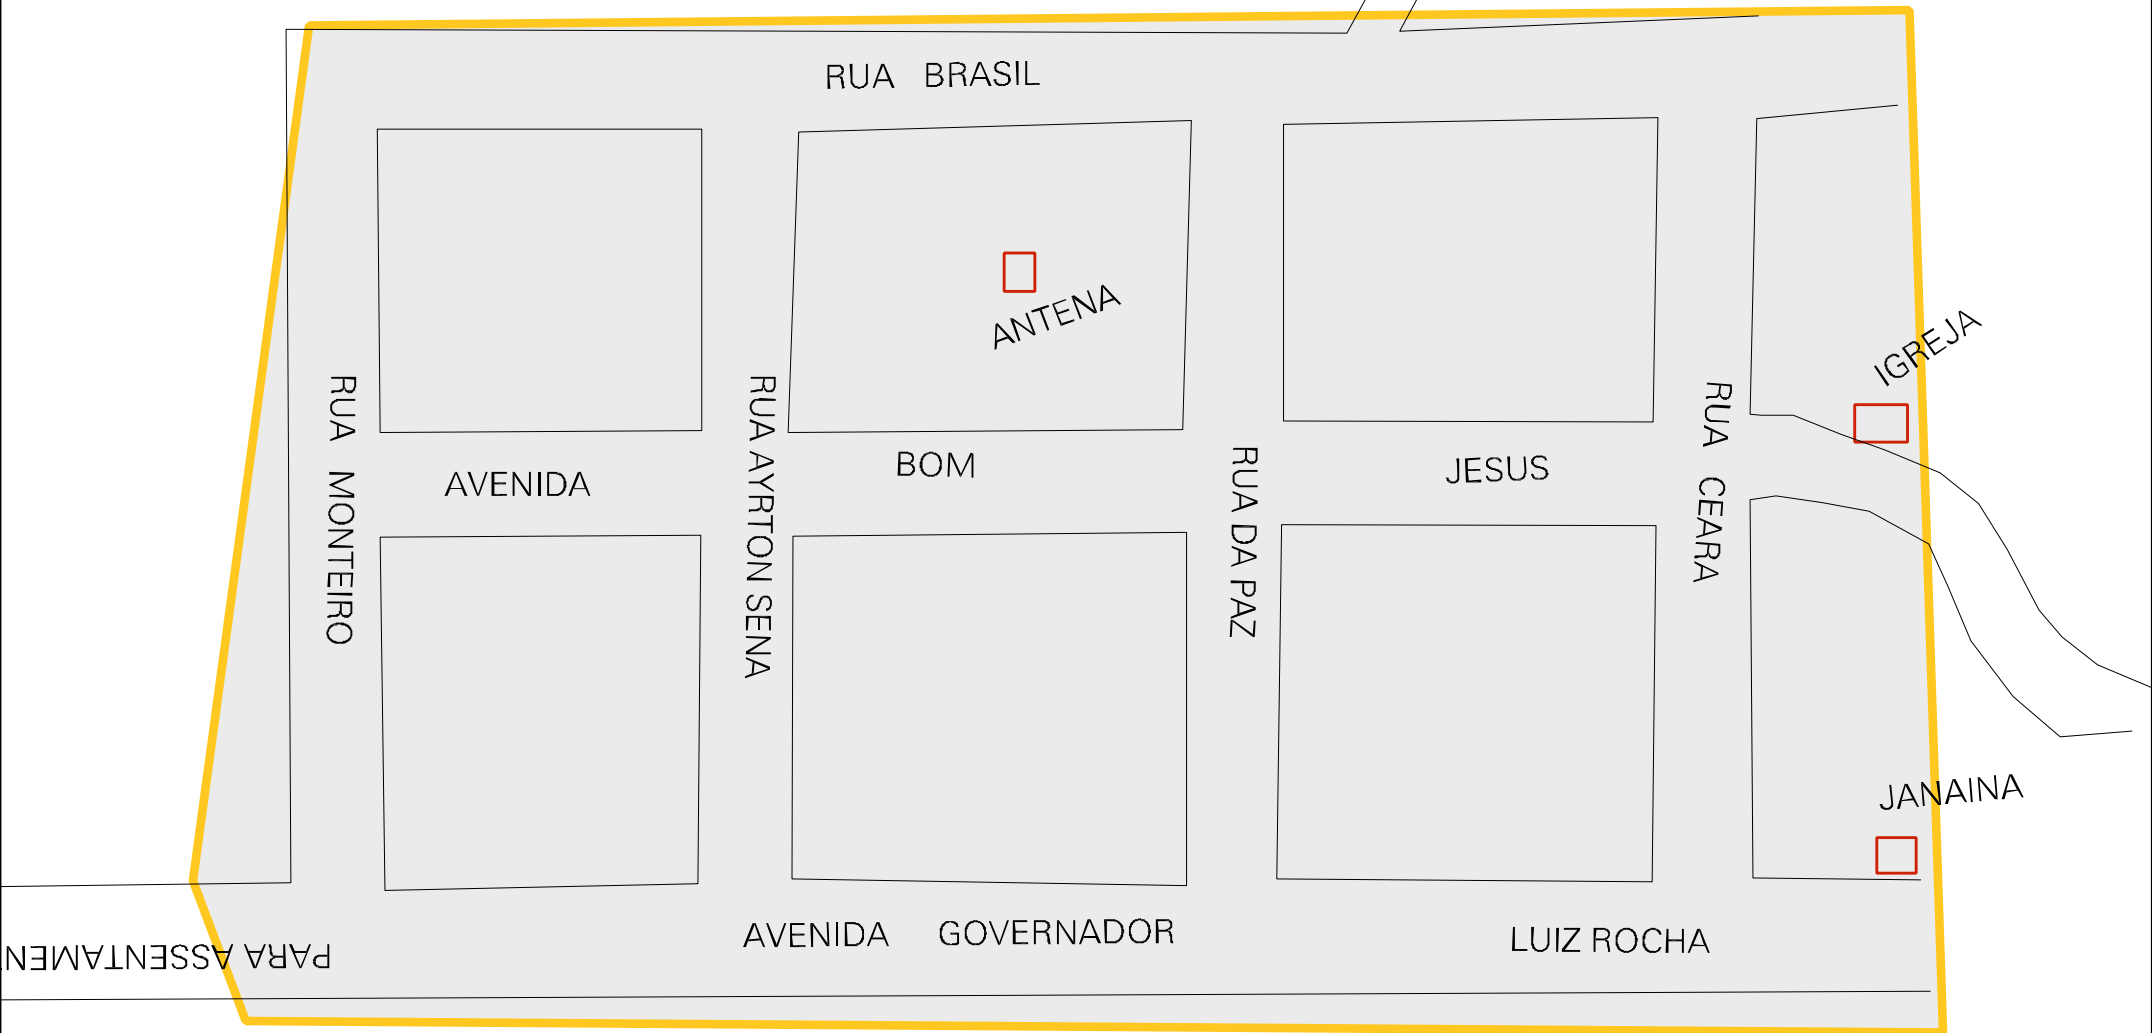 RUA BRASIL
ANTENA
IGREJA
RUA MONTEIRO
RUA AYRTON SENA
RUA DA PAZ
RUA CEARA
AVENIDA BOM JESUS
JANAINA
AVENIDA GOVERNADOR LUIZ ROCHA
PARA ASSENTAMEN